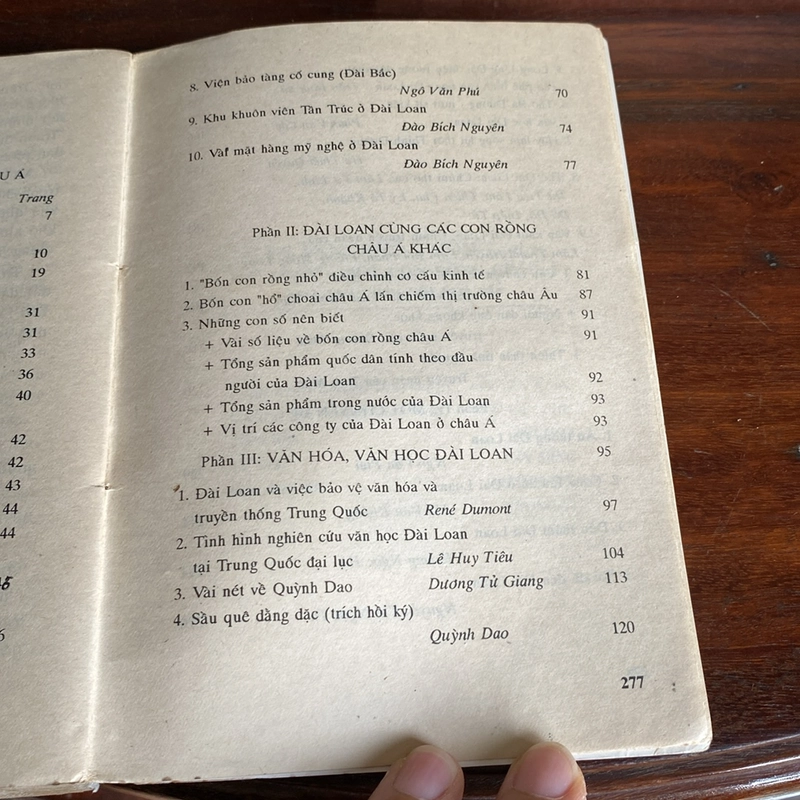 U Á
Trang
7
10
19
31
31
33
36
40
42
42
43
44
44
8. Viện bảo tàng cố cung (Đài Bắc)
Ngô Văn Phú 70
9. Khu khuôn viên Tân Trúc ở Đài Loan
Đào Bích Nguyên 74
10. Vài mặt hàng mỹ nghệ ở Đài Loan
Đào Bích Nguyên 77
Phần II: ĐÀI LOAN CÙNG CÁC CON RỒNG
CHÂU Á KHÁC
1. "Bốn con rồng nhỏ" điều chỉnh cơ cấu kinh tế 81
2. Bốn con "hổ" choai châu Á lấn chiếm thị trường châu Âu 87
3. Những con số nên biết 91
+ Vài số liệu về bốn con rồng châu Á 91
+ Tổng sản phẩm quốc dân tính theo đầu
người của Đài Loan 92
+ Tổng sản phẩm trong nước của Đài Loan 93
+ Vị trí các công ty của Đài Loan ở châu Á 93
Phần III: VĂN HÓA, VĂN HỌC ĐÀI LOAN 95
1. Đài Loan và việc bảo vệ văn hóa và
truyền thống Trung Quốc René Dumont 97
2. Tình hình nghiên cứu văn học Đài Loan
tại Trung Quốc đại lục Lê Huy Tiêu 104
3. Vài nét về Quỳnh Dao Dương Tử Giang 113
4. Sầu quê dằng dặc (trích hồi ký)
Quỳnh Dao 120
277